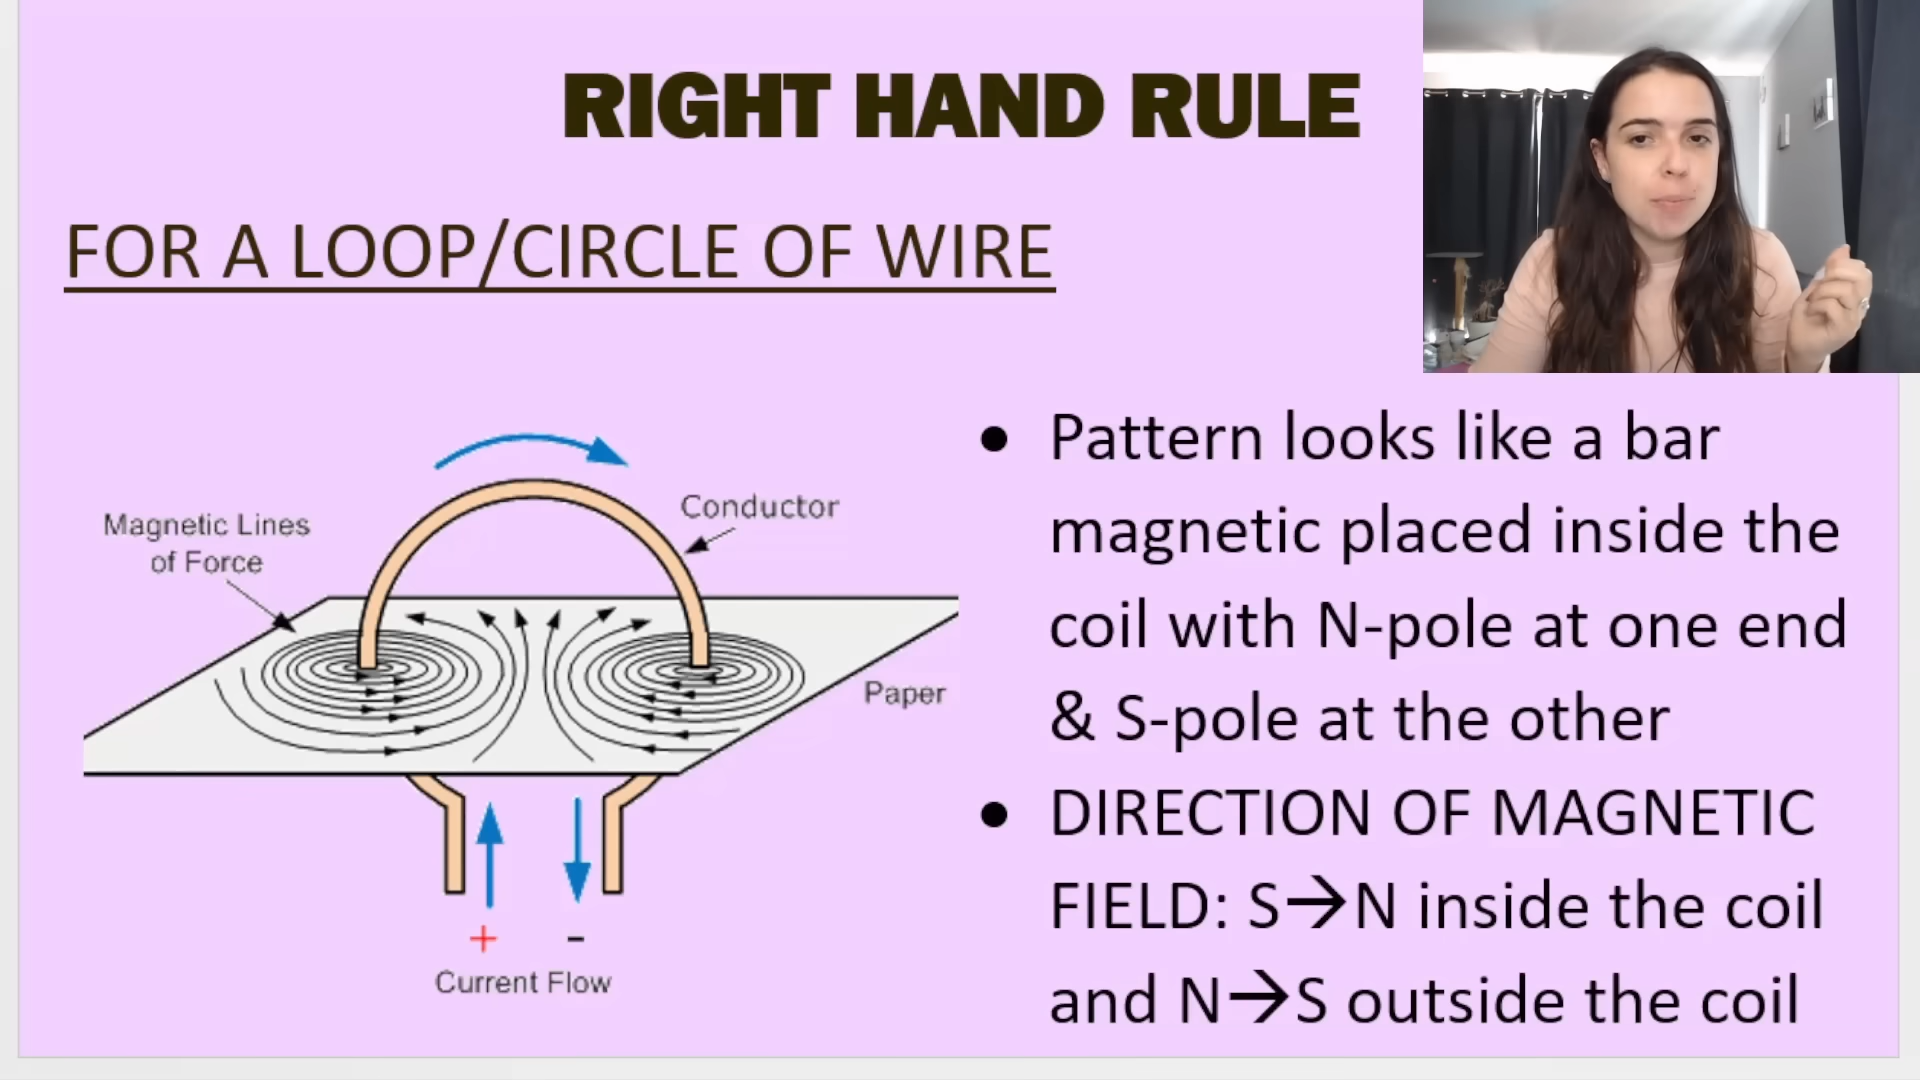 RIGHT HAND RULE
FOR A LOOP/CIRCLE OF WIRE
Magnetic Lines
of Force
Conductor
Paper
+ -
Current Flow
• Pattern looks like a bar
magnetic placed inside the
coil with N-pole at one end
& S-pole at the other
• DIRECTION OF MAGNETIC
FIELD: S→N inside the coil
and N→S outside the coil